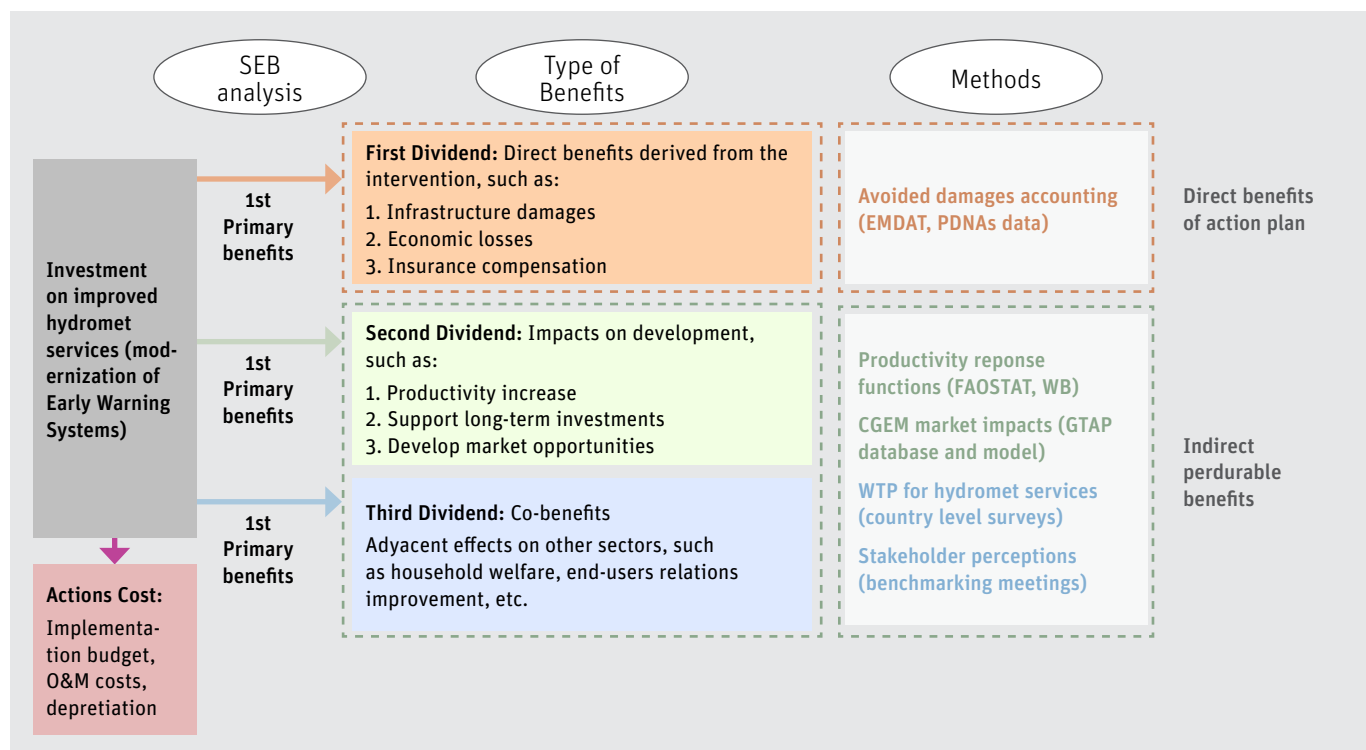 SEB
analysis
Type of
Benefits
Methods
Investment
on improved
hydromet
services (mod-
ernization of
Early Warning
Systems)
Actions Cost:
Implementa-
tion budget,
O&M costs,
depretiation
1st
Primary
benefits
First Dividend: Direct benefits derived from the
intervention, such as:
1. Infrastructure damages
2. Economic losses
3. Insurance compensation
Avoided damages accounting
(EMDAT, PDNAs data)
Direct benefits
of action plan
1st
Primary
benefits
Second Dividend: Impacts on development,
such as:
1. Productivity increase
2. Support long-term investments
3. Develop market opportunities
1st
Primary
benefits
Third Dividend: Co-benefits
Adjacent effects on other sectors, such
as household welfare, end-users relations
improvement, etc.
Productivity reponse
functions (FAOSTAT, WB)
CGEM market impacts (GTAP
database and model)
WTP for hydromet services
(country level surveys)
Stakeholder perceptions
(benchmarking meetings)
Indirect
perdurable
benefits